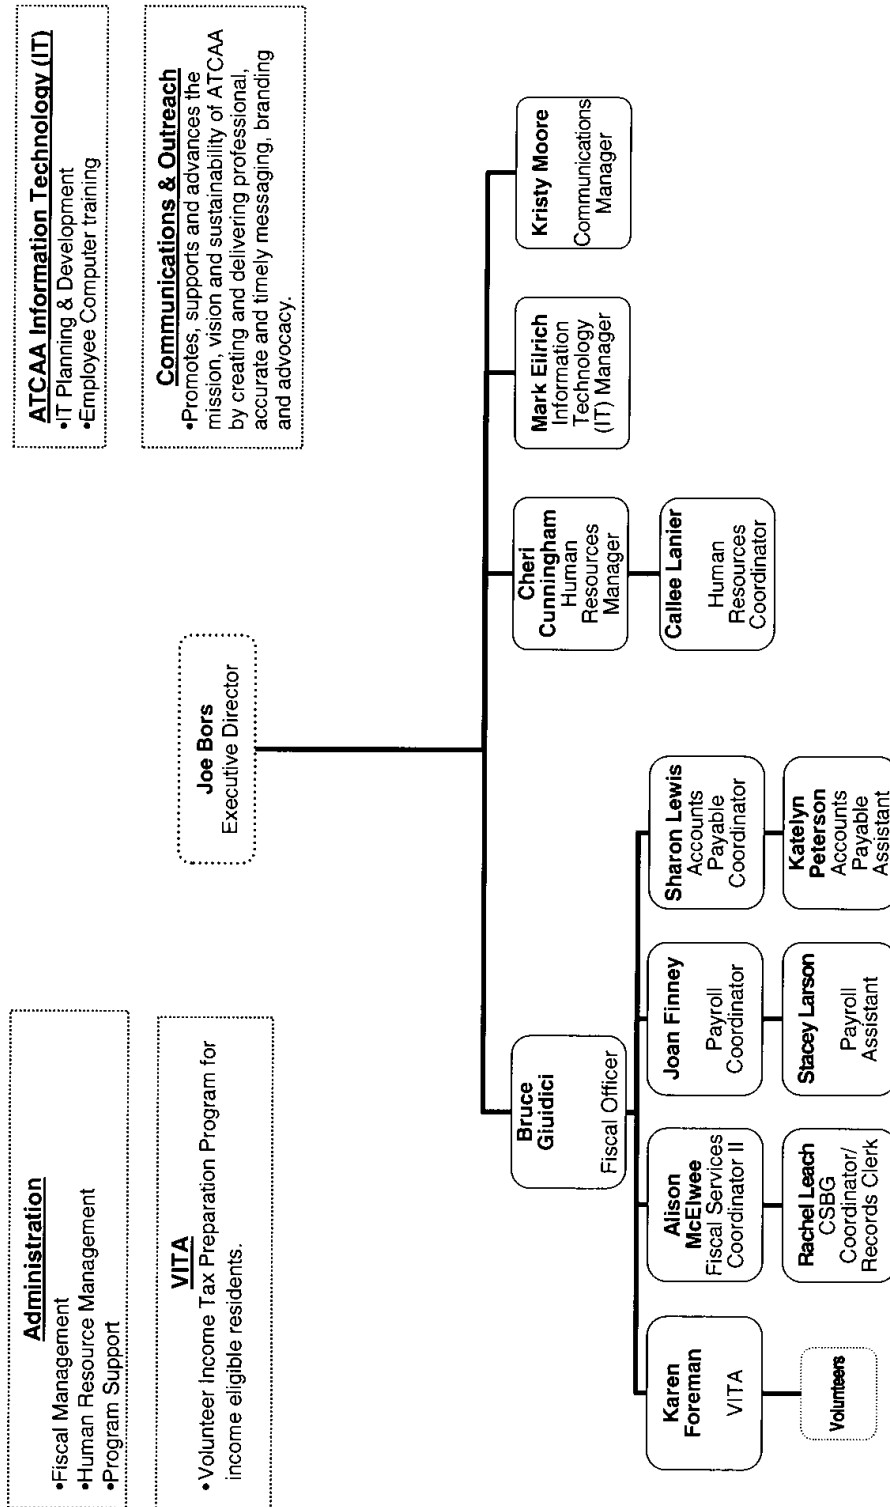 Administration
•Fiscal Management
•Human Resource Management
•Program Support
VITA
• Volunteer Income Tax Preparation Program for
income eligible residents.
ATCAA Information Technology (IT)
•IT Planning & Development
•Employee Computer training
Communications & Outreach
•Promotes, supports and advances the
mission, vision and sustainability of ATCAA
by creating and delivering professional,
accurate and timely messaging, branding
and advocacy.
Joe Bors
Executive Director
Bruce
Giuidici
Fiscal Officer
Cheri
Cunningham
Human
Resources
Manager
Mark Eilrich
Information
Technology
(IT) Manager
Kristy Moore
Communications
Manager
Karen
Foreman
VITA
Alison
McElwee
Fiscal Services
Coordinator II
Joan Finney
Payroll
Coordinator
Sharon Lewis
Accounts
Payable
Coordinator
Callee Lanier
Human
Resources
Coordinator
Volunteers
Rachel Leach
CSBG
Coordinator/
Records Clerk
Stacey Larson
Payroll
Assistant
Katelyn
Peterson
Accounts
Payable
Assistant